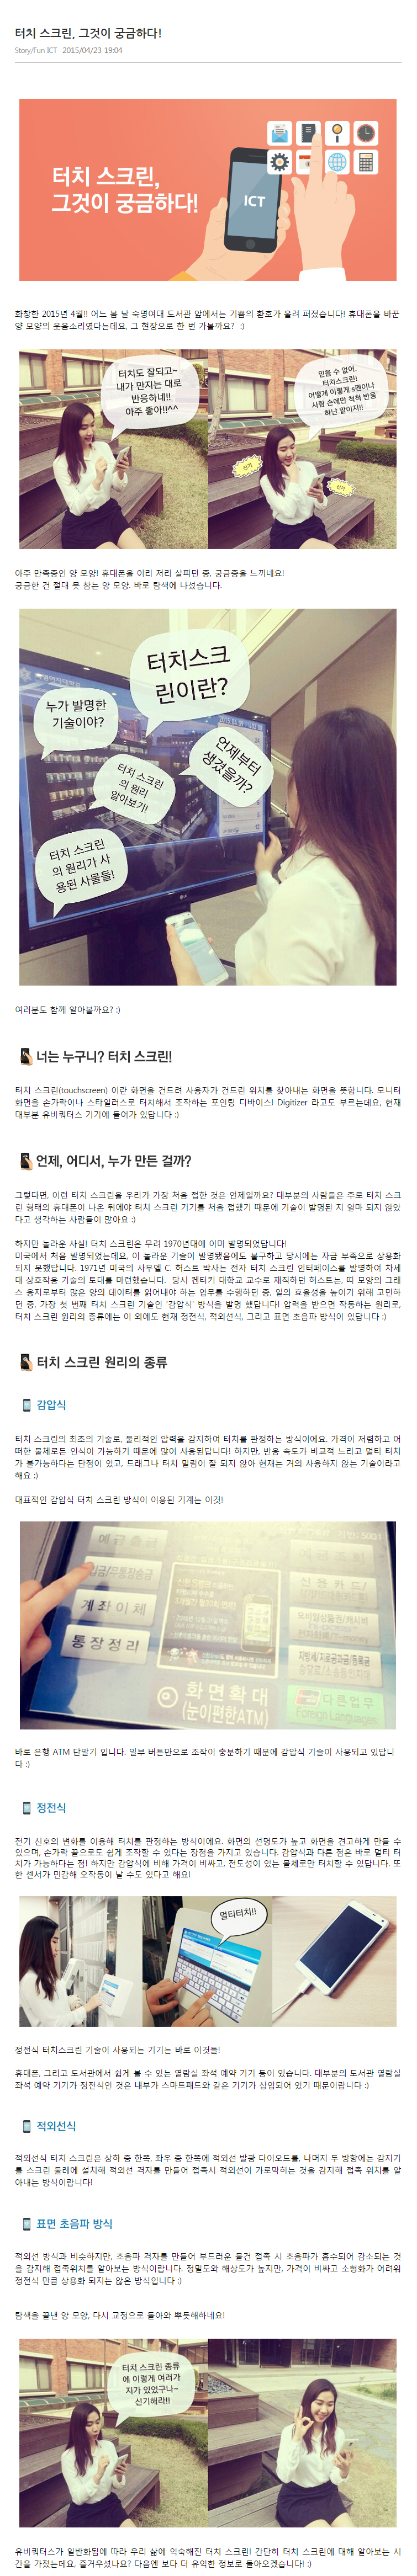 터치 스크린, 그것이 궁금하다!
Story/Fun ICT 2015/04/23 19:04
터치 스크린,
그것이 궁금하다!
ICT
화창한 2015년 4월!! 어느 봄 날 숙명여대 도서관 앞에서는 기쁨의 환호가 울려 퍼졌습니다! 휴대폰을 바꾼
양 모양의 웃음소리였다는데요, 그 현장으로 한 번 가볼까요? :)
터치도 잘되고~
내가 만지는 대로
반응하네!!
아주 좋아!!^^
믿을 수 없어.
터치스크린!
어떻게 이렇게 s펜이나
사람 손에만 척척 반응
하난 말이지!!
신기
신기
아주 만족중인 양 모양! 휴대폰을 이리 저리 살피던 중, 궁금증을 느끼네요!
궁금한 건 절대 못 참는 양 모양. 바로 탐색에 나섰습니다.
터치스크
린이란?
누가 발명한
기술이야?
언제부터
생겼을까?
터치 스크린
의 원리
알아보기!
터치 스크린
의 원리가 사
용된 사물들!
여러분도 함께 알아볼까요? :)
너는 누구니? 터치 스크린!
터치 스크린(touchscreen) 이란 화면을 건드려 사용자가 건드린 위치를 찾아내는 화면을 뜻합니다. 모니터
화면을 손가락이나 스타일러스로 터치해서 조작하는 포인팅 디바이스! Digitizer 라고도 부르는데요, 현재
대부분 유비쿼터스 기기에 들어가 있답니다 :)
언제, 어디서, 누가 만든 걸까?
그렇다면, 이런 터치 스크린을 우리가 가장 처음 접한 것은 언제일까요? 대부분의 사람들은 주로 터치 스크
린 형태의 휴대폰이 나온 뒤에야 터치 스크린 기기를 처음 접했기 때문에 기술이 발명된 지 얼마 되지 않았
다고 생각하는 사람들이 많아요 :)
하지만 놀라운 사실! 터치 스크린은 무려 1970년대에 이미 발명되었답니다!
미국에서 처음 발명되었는데요, 이 놀라운 기술이 발명됐음에도 불구하고 당시에는 자금 부족으로 상용화
되지 못했답니다. 1971년 미국의 사무엘 C. 허스트 박사는 전자 터치 스크린 인터페이스를 발명하여 차세
대 상호작용 기술의 토대를 마련했습니다. 당시 켄터키 대학교 교수로 재직하던 허스트는, 띠 모양의 그래
스 용지로부터 많은 양의 데이터를 읽어내야 하는 업무를 수행하던 중, 일의 효율성을 높이기 위해 고민하
던 중, 가장 첫 번째 터치 스크린 기술인 '감압식' 방식을 발명 했답니다! 압력을 받으면 작동하는 원리로,
터치 스크린 원리의 종류에는 이 외에도 현재 정전식, 적외선식, 그리고 표면 초음파 방식이 있답니다 :)
터치 스크린 원리의 종류
감압식
터치 스크린의 최초의 기술로, 물리적인 압력을 감지하여 터치를 판정하는 방식이에요. 가격이 저렴하고 어
떠한 물체로든 인식이 가능하기 때문에 많이 사용된답니다! 하지만, 반응 속도가 비교적 느리고 멀티 터치
가 불가능하다는 단점이 있고, 드래그나 터치 밀림이 잘 되지 않아 현재는 거의 사용하지 않는 기술이라고
해요 :)
대표적인 감압식 터치 스크린 방식이 이용된 기계는 이것!
예금출금
입금/무통장송금
계좌이체
통장정리
화면확대
(눈이편한ATM)
신용카드/
모바일상품권/캐시비
다른업무
Foreign Languages
바로 은행 ATM 단말기 입니다. 일부 버튼만으로 조작이 충분하기 때문에 감압식 기술이 사용되고 있답니
다 :)
정전식
전기 신호의 변화를 이용해 터치를 판정하는 방식이에요. 화면의 선명도가 높고 화면을 견고하게 만들 수
있으며, 손가락 끝으로도 쉽게 조작할 수 있다는 장점을 가지고 있습니다. 감압식과 다른 점은 바로 멀티 터
치가 가능하다는 점! 하지만 감압식에 비해 가격이 비싸고, 전도성이 있는 물체로만 터치할 수 있답니다. 또
한 센서가 민감해 오작동이 날 수도 있다고 해요!
멀티터치!!
정전식 터치스크린 기술이 사용되는 기기는 바로 이것들!
휴대폰, 그리고 도서관에서 쉽게 볼 수 있는 열람실 좌석 예약 기기 등이 있습니다. 대부분의 도서관 열람실
좌석 예약 기기가 정전식인 것은 내부가 스마트패드와 같은 기기가 삽입되어 있기 때문이랍니다 :)
적외선식
적외선식 터치 스크린은 상하 중 한쪽, 좌우 중 한쪽에 적외선 발광 다이오드를, 나머지 두 방향에는 감지기
를 스크린 둘레에 설치해 적외선 격자를 만들어 접촉시 적외선이 가로막히는 것을 감지해 접촉 위치를 알
아내는 방식이랍니다!
표면 초음파 방식
적외선 방식과 비슷하지만, 초음파 격자를 만들어 부드러운 물건 접촉 시 초음파가 흡수되어 감소되는 것
을 감지해 접촉위치를 알아보는 방식이랍니다. 정밀도와 해상도가 높지만, 가격이 비싸고 소형화가 어려워
정전식 만큼 상용화 되지는 않은 방식입니다 :)
탐색을 끝낸 양 모양, 다시 교정으로 돌아와 뿌듯해하네요!
터치 스크린 종류
에 이렇게 여러가
지가 있었구나~
신기해라!!
유비쿼터스가 일반화됨에 따라 우리 삶에 익숙해진 터치 스크린! 간단히 터치 스크린에 대해 알아보는 시
간을 가졌는데요, 즐거우셨나요? 다음엔 보다 더 유익한 정보로 돌아오겠습니다! :)